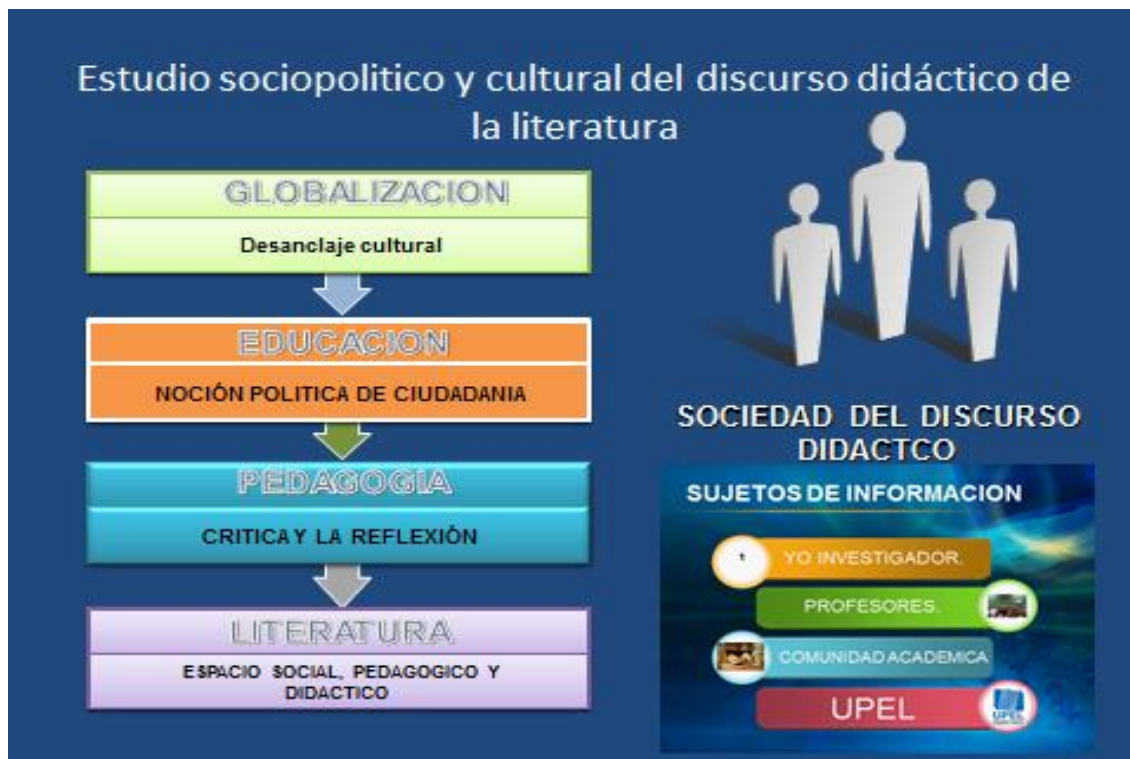 Estudio sociopolitico y cultural del discurso didáctico de
la literatura
GLOBALIZACION
Desanclaje cultural
EDUCACION
NOCIÓN POLITICA DE CIUDADANIA
PEDAGOGIA
CRITICA Y LA REFLEXIÓN
LITERATURA
ESPACIO SOCIAL, PEDAGOGICO Y
DIDACTICO
SOCIEDAD DEL DISCURSO
DIDACTCO
SUJETOS DE INFORMACION
1
YO INVESTIGADOR.
PROFESORES.
COMUNIDAD ACADEMICA
UPEL
UPEL